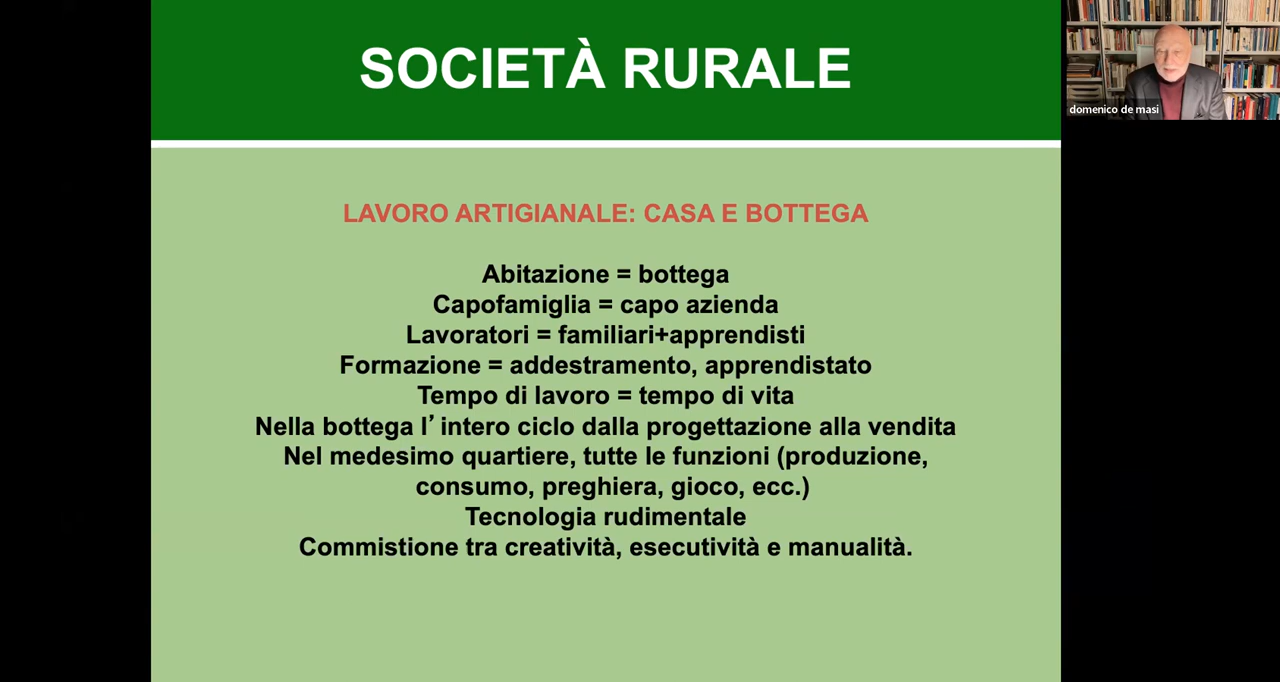 SOCIETÀ RURALE
domenico de masi
LAVORO ARTIGIANALE: CASA E BOTTEGA
Abitazione = bottega
Capofamiglia = capo azienda
Lavoratori = familiari+apprendisti
Formazione = addestramento, apprendistato
Tempo di lavoro = tempo di vita
Nella bottega l’intero ciclo dalla progettazione alla vendita
Nel medesimo quartiere, tutte le funzioni (produzione,
consumo, preghiera, gioco, ecc.)
Tecnologia rudimentale
Commistione tra creatività, esecutività e manualità.